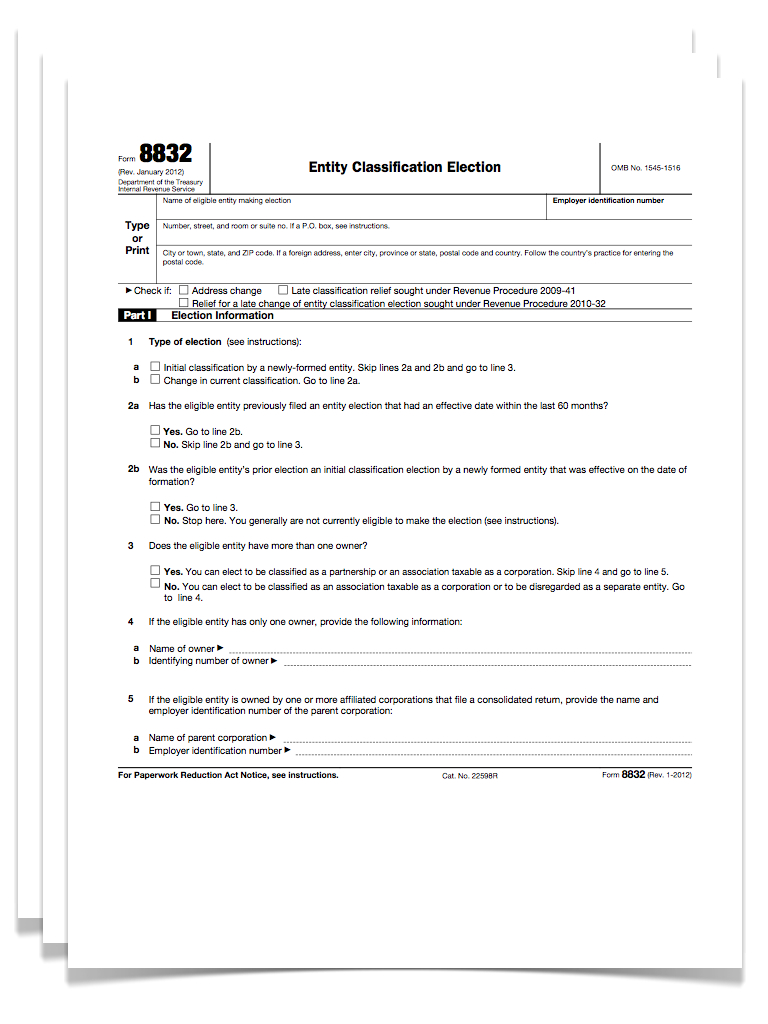 Form 8832
(Rev. January 2012)
Department of the Treasury
Internal Revenue Service
Entity Classification Election
OMB No. 1545-1516
Type
or
Print
Name of eligible entity making election
Employer identification number
Number, street, and room or suite no. If a P.O. box, see instructions.
City or town, state, and ZIP code. If a foreign address, enter city, province or state, postal code and country. Follow the country's practice for entering the
postal code.
▶ Check if: ☐ Address change ☐ Late classification relief sought under Revenue Procedure 2009-41
☐ Relief for a late change of entity classification election sought under Revenue Procedure 2010-32
Part I Election Information
1 Type of election (see instructions):
a ☐ Initial classification by a newly-formed entity. Skip lines 2a and 2b and go to line 3.
b ☐ Change in current classification. Go to line 2a.
2a Has the eligible entity previously filed an entity election that had an effective date within the last 60 months?
☐ Yes. Go to line 2b.
☐ No. Skip line 2b and go to line 3.
2b Was the eligible entity's prior election an initial classification election by a newly formed entity that was effective on the date of
formation?
☐ Yes. Go to line 3.
☐ No. Stop here. You generally are not currently eligible to make the election (see instructions).
3 Does the eligible entity have more than one owner?
☐ Yes. You can elect to be classified as a partnership or an association taxable as a corporation. Skip line 4 and go to line 5.
☐ No. You can elect to be classified as an association taxable as a corporation or to be disregarded as a separate entity. Go
to line 4.
4 If the eligible entity has only one owner, provide the following information:
a Name of owner ▶
b Identifying number of owner ▶
5 If the eligible entity is owned by one or more affiliated corporations that file a consolidated return, provide the name and
employer identification number of the parent corporation:
a Name of parent corporation ▶
b Employer identification number ▶
For Paperwork Reduction Act Notice, see instructions. Cat. No. 22598R Form 8832 (Rev. 1-2012)